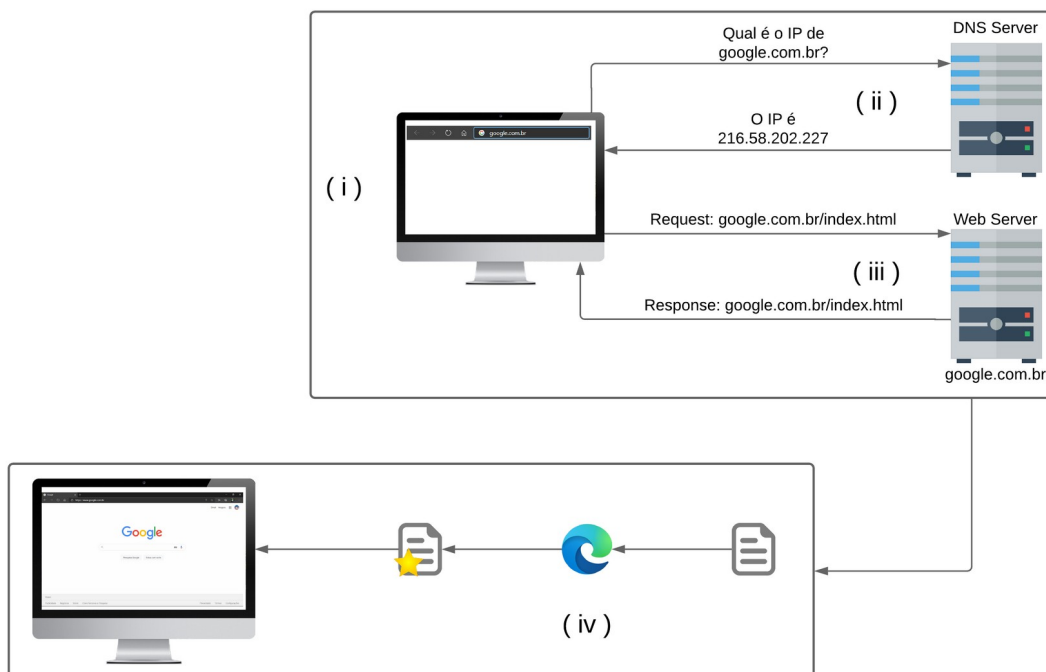 Qual é o IP de
google.com.br?
DNS Server
( ii )
O IP é
216.58.202.227
google.com.br
( i )
Request: google.com.br/index.html
Web Server
( iii )
Response: google.com.br/index.html
google.com.br
Google
( iv )